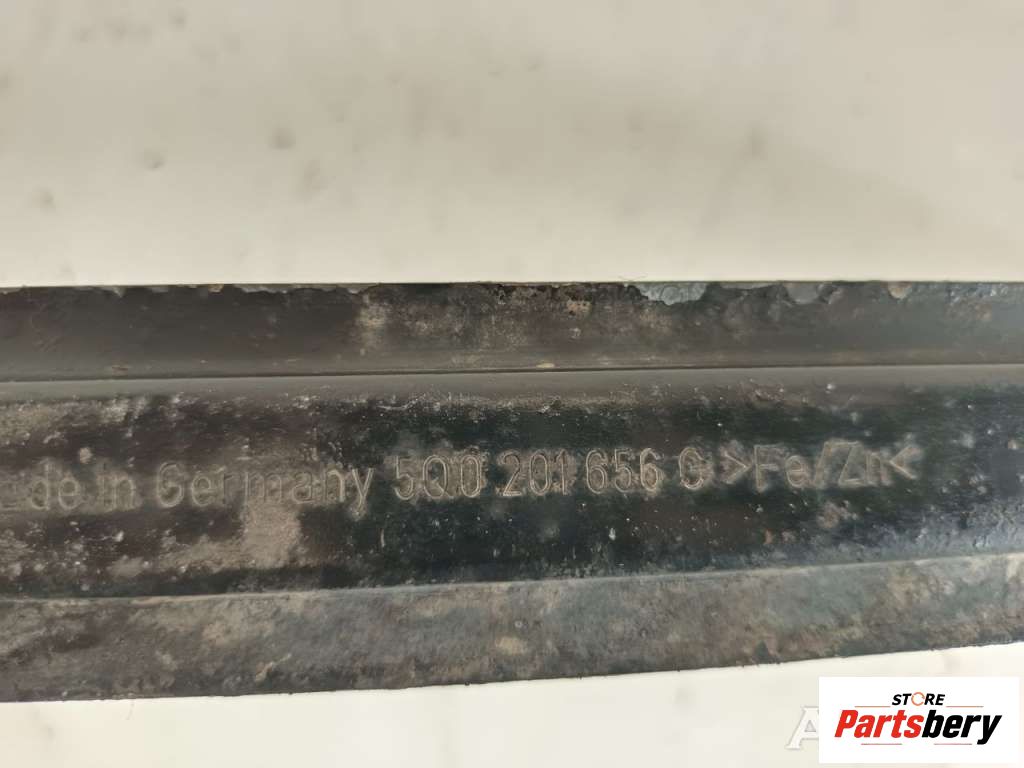 de in Germany 5Q0 201 656 G >Fe/Zn<
STORE
Partsbery